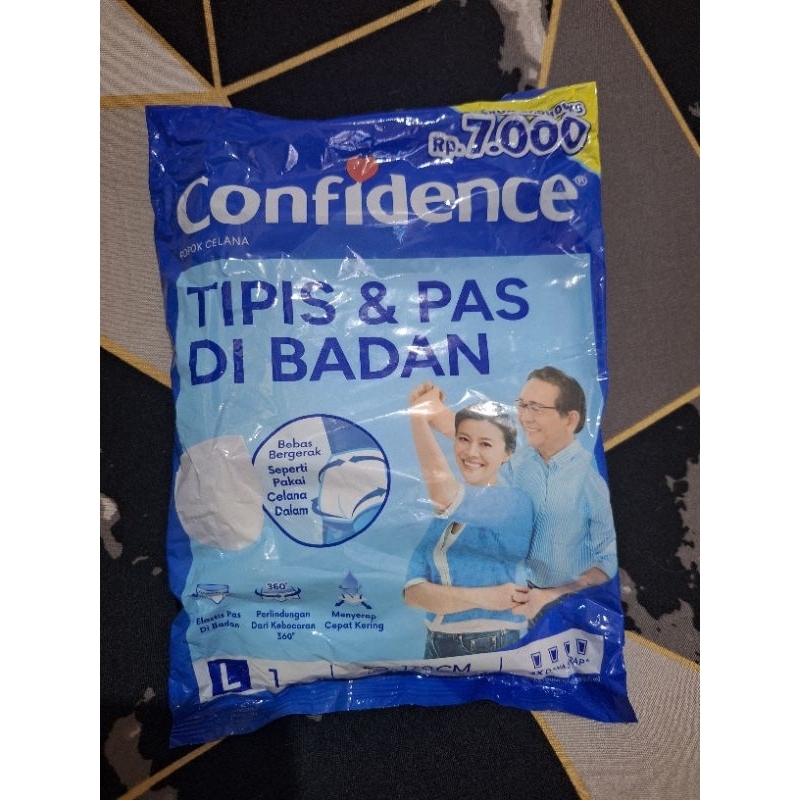 Rp. 7.000
Confidence®
POPOK CELANA
TIPIS & PAS
DI BADAN
Bebas
Bergerak
Seperti
Pakai
Celana
Dalam
Elastis Pas
Di Badan
360°
Perlindungan
Dari Kebocoran
360°
Menyerap
Cepat Kering
L 1
CM